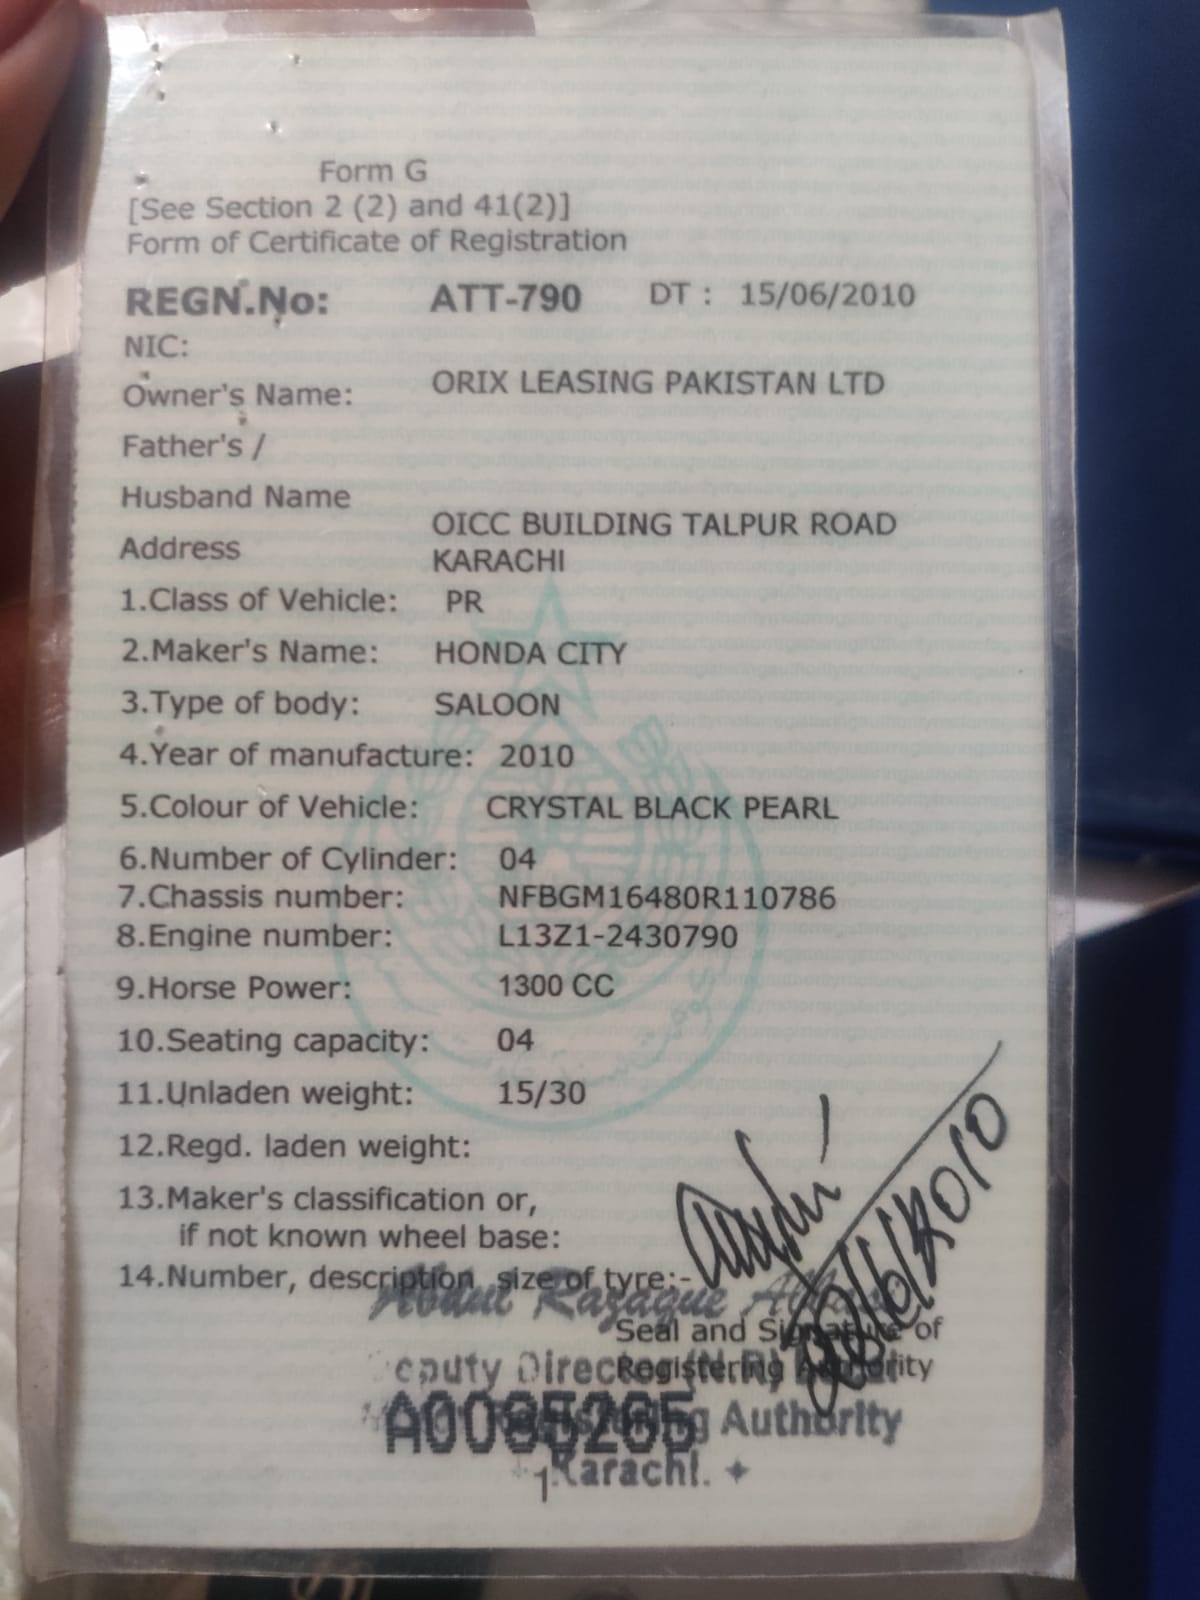 Form G
[See Section 2 (2) and 41(2)]
Form of Certificate of Registration
REGN.No: ATT-790 DT : 15/06/2010
NIC:
Owner's Name: ORIX LEASING PAKISTAN LTD
Father's /
Husband Name
Address OICC BUILDING TALPUR ROAD
KARACHI
1.Class of Vehicle: PR
2.Maker's Name: HONDA CITY
3.Type of body: SALOON
4.Year of manufacture: 2010
5.Colour of Vehicle: CRYSTAL BLACK PEARL
6.Number of Cylinder: 04
7.Chassis number: NFBGM16480R110786
8.Engine number: L13Z1-2430790
9.Horse Power: 1300 CC
10.Seating capacity: 04
11.Unladen weight: 15/30
12.Regd. laden weight:
13.Maker's classification or,
if not known wheel base:
14.Number, description size of tyre:-
Abdul Razaque
Seal and Signature of
Registering Authority
Deputy Director
Registering Authority
Karachi.
1